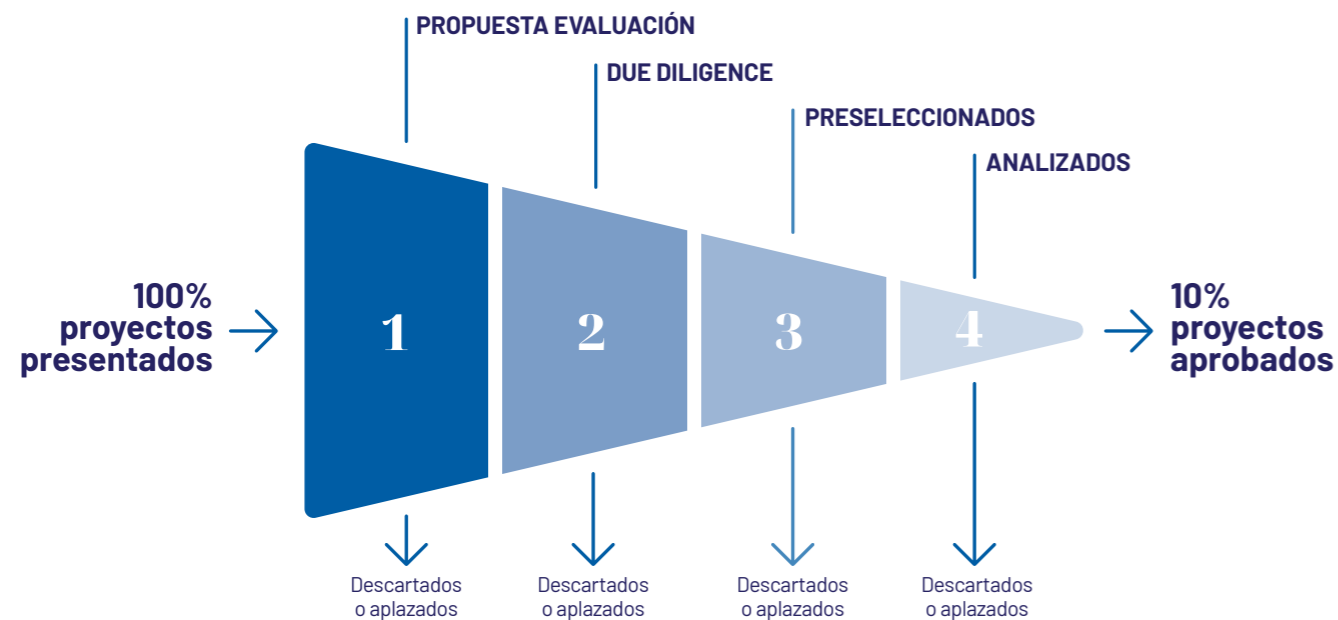 PROPUESTA EVALUACIÓN
DUE DILIGENCE
PRESELECCIONADOS
ANALIZADOS
100%
proyectos
presentados
1
2
3
4
10%
proyectos
aprobados
Descartados
o aplazados
Descartados
o aplazados
Descartados
o aplazados
Descartados
o aplazados